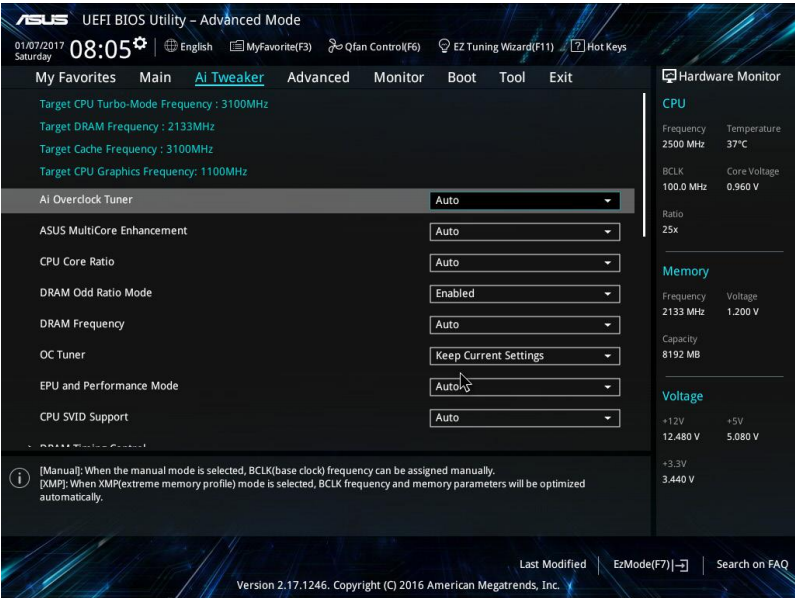 ASUS UEFI BIOS Utility – Advanced Mode
01/07/2017 Saturday 08:05 English MyFavorite(F3) Qfan Control(F6) EZ Tuning Wizard(F11) ? Hot Keys
My Favorites Main Ai Tweaker Advanced Monitor Boot Tool Exit
Target CPU Turbo-Mode Frequency : 3100MHz
Target DRAM Frequency : 2133MHz
Target Cache Frequency : 3100MHz
Target CPU Graphics Frequency: 1100MHz
Ai Overclock Tuner Auto
ASUS MultiCore Enhancement Auto
CPU Core Ratio Auto
DRAM Odd Ratio Mode Enabled
DRAM Frequency Auto
OC Tuner Keep Current Settings
EPU and Performance Mode Auto
CPU SVID Support Auto
> DRAM Timing Control
[Manual]: When the manual mode is selected, BCLK(base clock) frequency can be assigned manually.
[XMP]: When XMP(extreme memory profile) mode is selected, BCLK frequency and memory parameters will be optimized
automatically.
Hardware Monitor
CPU
Frequency Temperature
2500 MHz 37°C
BCLK Core Voltage
100.0 MHz 0.960 V
Ratio
25x
Memory
Frequency Voltage
2133 MHz 1.200 V
Capacity
8192 MB
Voltage
+12V +5V
12.480 V 5.080 V
+3.3V
3.440 V
Last Modified EzMode(F7) Search on FAQ
Version 2.17.1246. Copyright (C) 2016 American Megatrends, Inc.